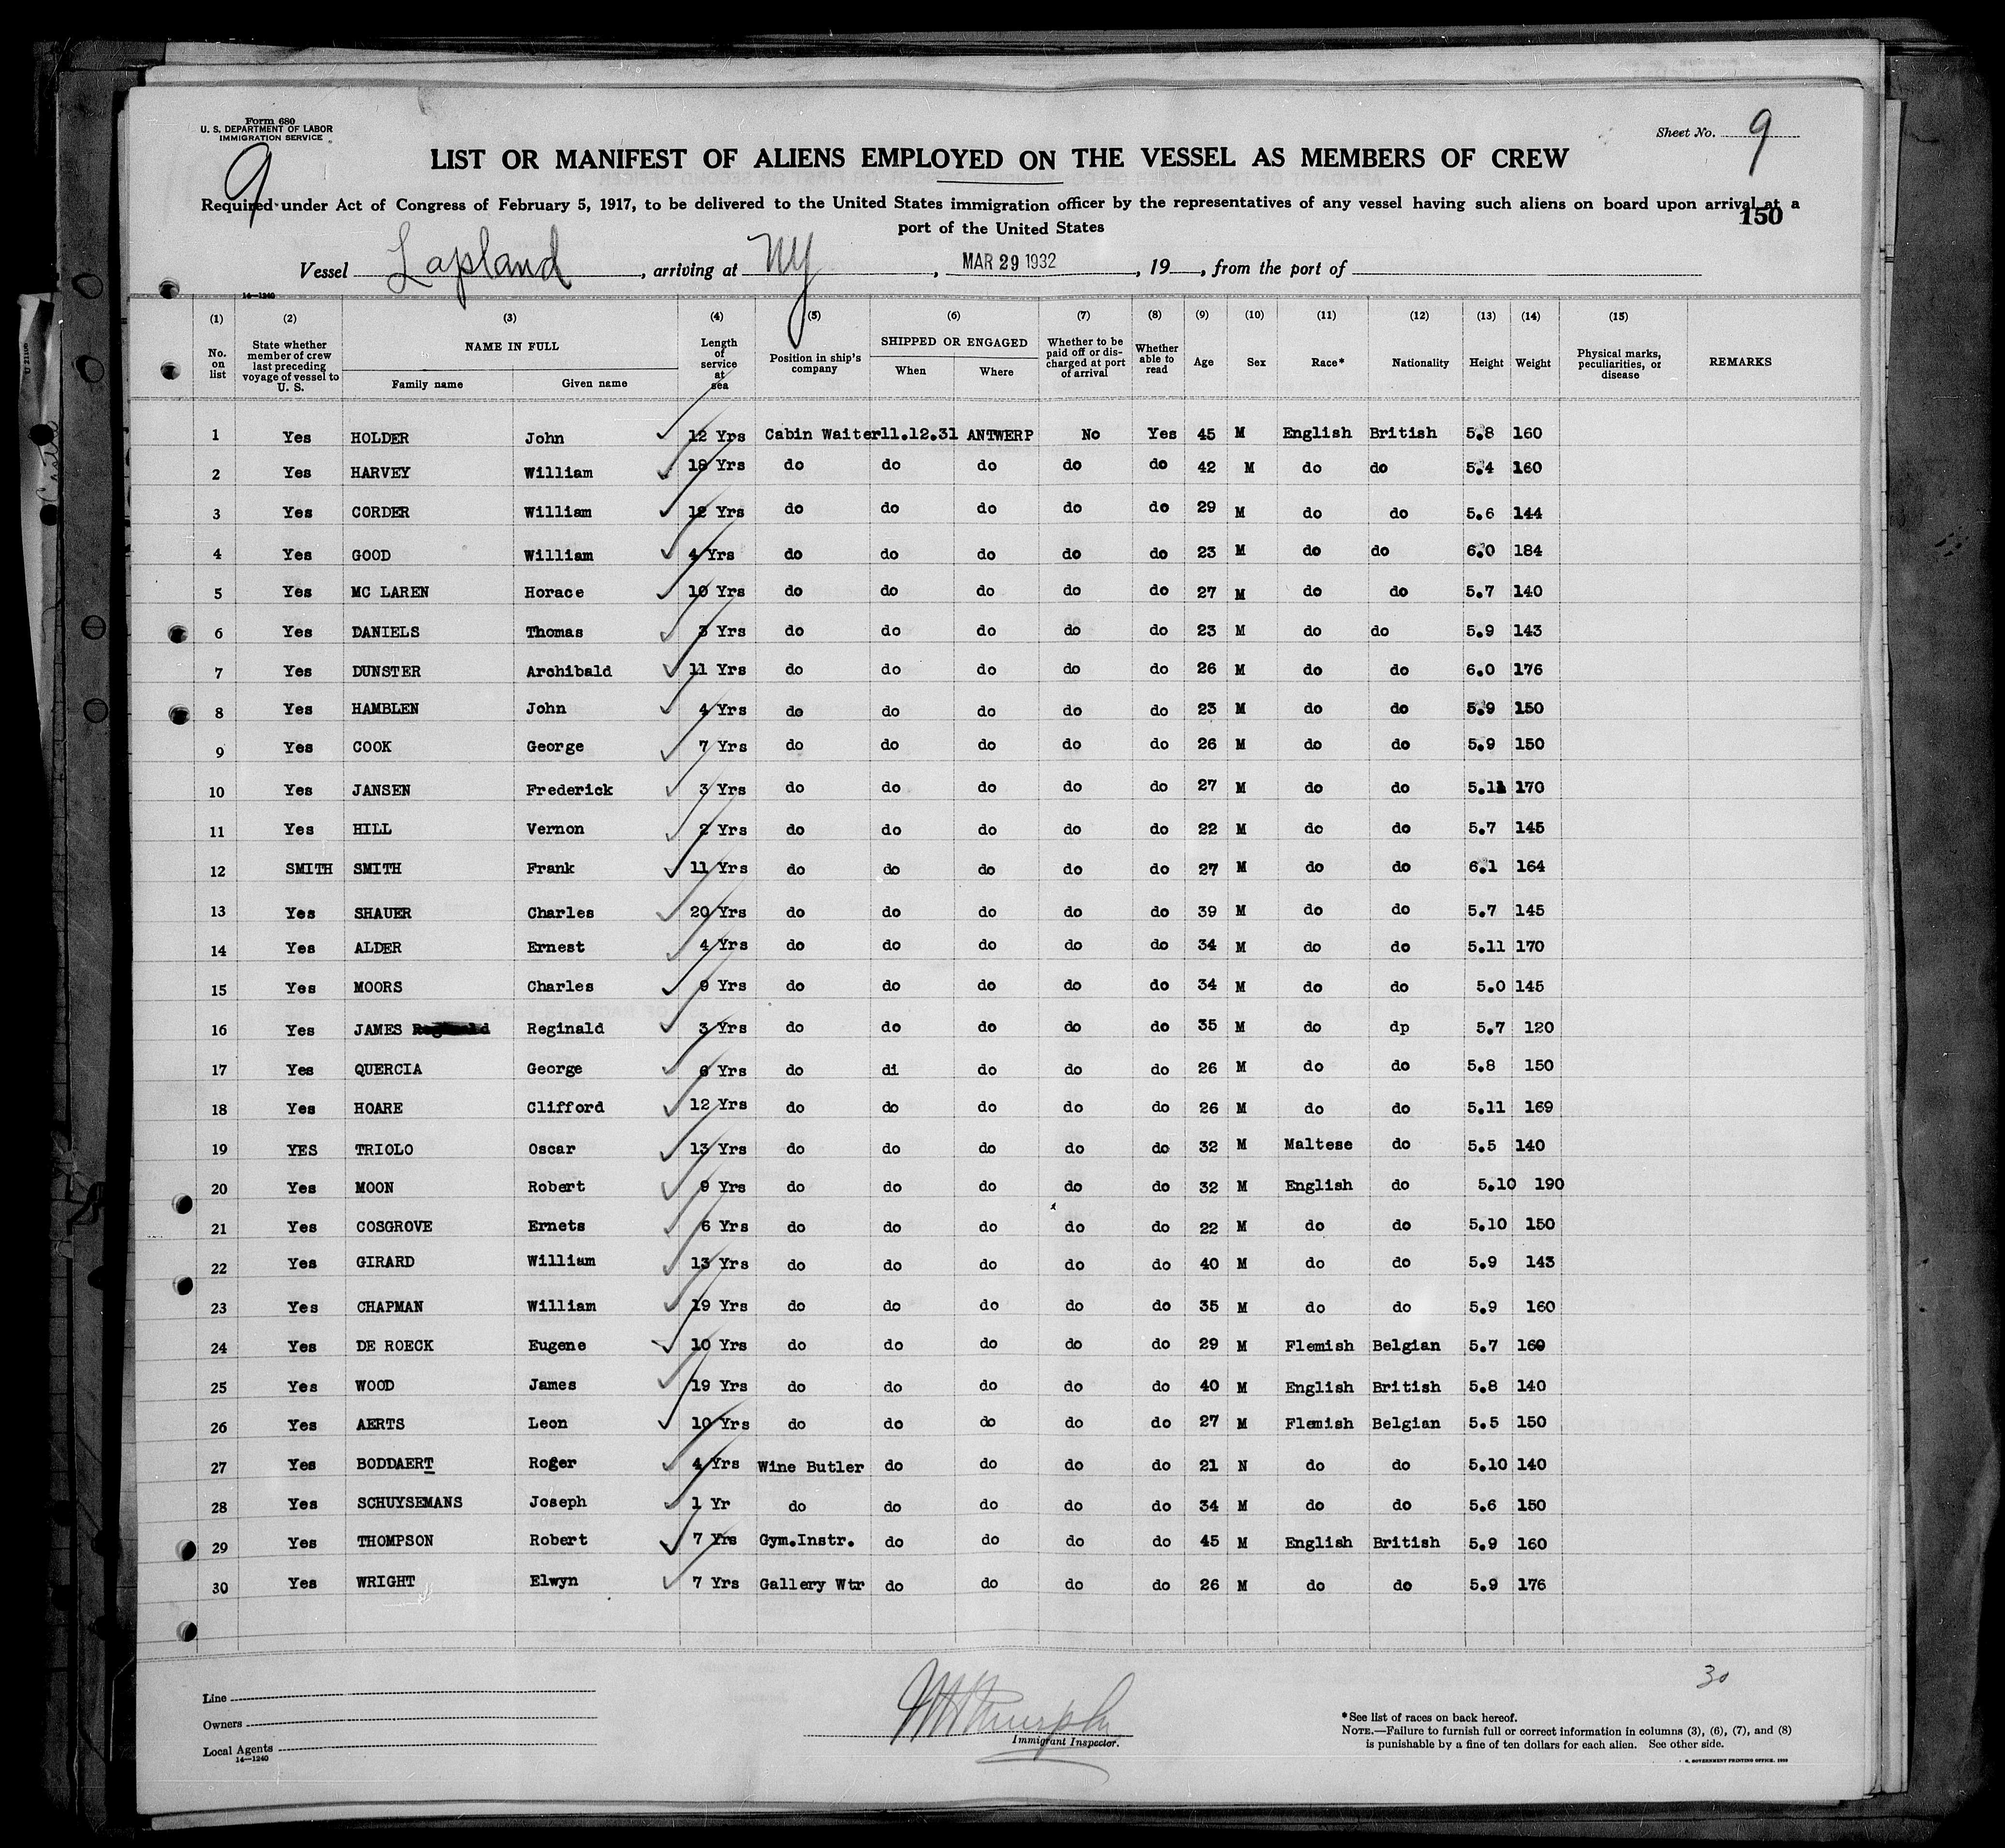 Form 680
U. S. DEPARTMENT OF LABOR
IMMIGRATION SERVICE
9
Sheet No. 9
LIST OR MANIFEST OF ALIENS EMPLOYED ON THE VESSEL AS MEMBERS OF CREW
Required under Act of Congress of February 5, 1917, to be delivered to the United States immigration officer by the representatives of any vessel having such aliens on board upon arrival at a
port of the United States
150
Vessel Lapland, arriving at NY, MAR 29 1932, 19, from the port of
14—1240
(1) (2) (3) (4) (5) (6) (7) (8) (9) (10) (11) (12) (13) (14) (15)
No. on list State whether member of crew last preceding voyage of vessel to U. S. NAME IN FULL Family name Given name Length of service at sea Position in ship's company SHIPPED OR ENGAGED When Where Whether to be paid off or discharged at port of arrival Whether able to read Age Sex Race* Nationality Height Weight Physical marks, peculiarities, or disease REMARKS
1 Yes HOLDER John 12 Yrs Cabin Waiter 11.12.31 ANTWERP No Yes 45 M English British 5.8 160
2 Yes HARVEY William 18 Yrs do do do do do 42 M do do 5.4 160
3 Yes CORDER William 12 Yrs do do do do do 29 M do do 5.6 144
4 Yes GOOD William 4 Yrs do do do do do 23 M do do 6.0 184
5 Yes MC LAREN Horace 10 Yrs do do do do do 27 M do do 5.7 140
6 Yes DANIELS Thomas 3 Yrs do do do do do 23 M do do 5.9 143
7 Yes DUNSTER Archibald 11 Yrs do do do do do 26 M do do 6.0 176
8 Yes HAMBLEN John 4 Yrs do do do do do 23 M do do 5.9 150
9 Yes COOK George 7 Yrs do do do do do 26 M do do 5.9 150
10 Yes JANSEN Frederick 3 Yrs do do do do do 27 M do do 5.11 170
11 Yes HILL Vernon 2 Yrs do do do do do 22 M do do 5.7 145
12 SMITH SMITH Frank 11 Yrs do do do do do 27 M do do 6.1 164
13 Yes SHAUER Charles 20 Yrs do do do do do 39 M do do 5.7 145
14 Yes ALDER Ernest 4 Yrs do do do do do 34 M do do 5.11 170
15 Yes MOORS Charles 9 Yrs do do do do do 34 M do do 5.0 145
16 Yes JAMES Reginald Reginald 3 Yrs do do do do do 35 M do dp 5.7 120
17 Yes QUERCIA George 6 Yrs do di do do do 26 M do do 5.8 150
18 Yes HOARE Clifford 12 Yrs do do do do do 26 M do do 5.11 169
19 YES TRIOLO Oscar 13 Yrs do do do do do 32 M Maltese do 5.5 140
20 Yes MOON Robert 9 Yrs do do do do do 32 M English do 5.10 190
21 Yes COSGROVE Ernets 6 Yrs do do do do do 22 M do do 5.10 150
22 Yes GIRARD William 13 Yrs do do do do do 40 M do do 5.9 143
23 Yes CHAPMAN William 19 Yrs do do do do do 35 M do do 5.9 160
24 Yes DE ROECK Eugene 10 Yrs do do do do do 29 M Flemish Belgian 5.7 160
25 Yes WOOD James 19 Yrs do do do do do 40 M English British 5.8 140
26 Yes AERTS Leon 10 Yrs do do do do do 27 M Flemish Belgian 5.5 150
27 Yes BODDAERT Roger 4 Yrs Wine Butler do do do do 21 N do do 5.10 140
28 Yes SCHUYSEMANS Joseph 1 Yr do do do do do 34 M do do 5.6 150
29 Yes THOMPSON Robert 7 Yrs Gym.Instr. do do do do 45 M English British 5.9 160
30 Yes WRIGHT Elwyn 7 Yrs Gallery Wtr do do do do 26 M do do 5.9 176
30
Line
Owners
Local Agents
14—1240
Murphy
Immigrant Inspector.
*See list of races on back hereof.
NOTE.—Failure to furnish full or correct information in columns (3), (6), (7), and (8)
is punishable by a fine of ten dollars for each alien. See other side.
GOVERNMENT PRINTING OFFICE